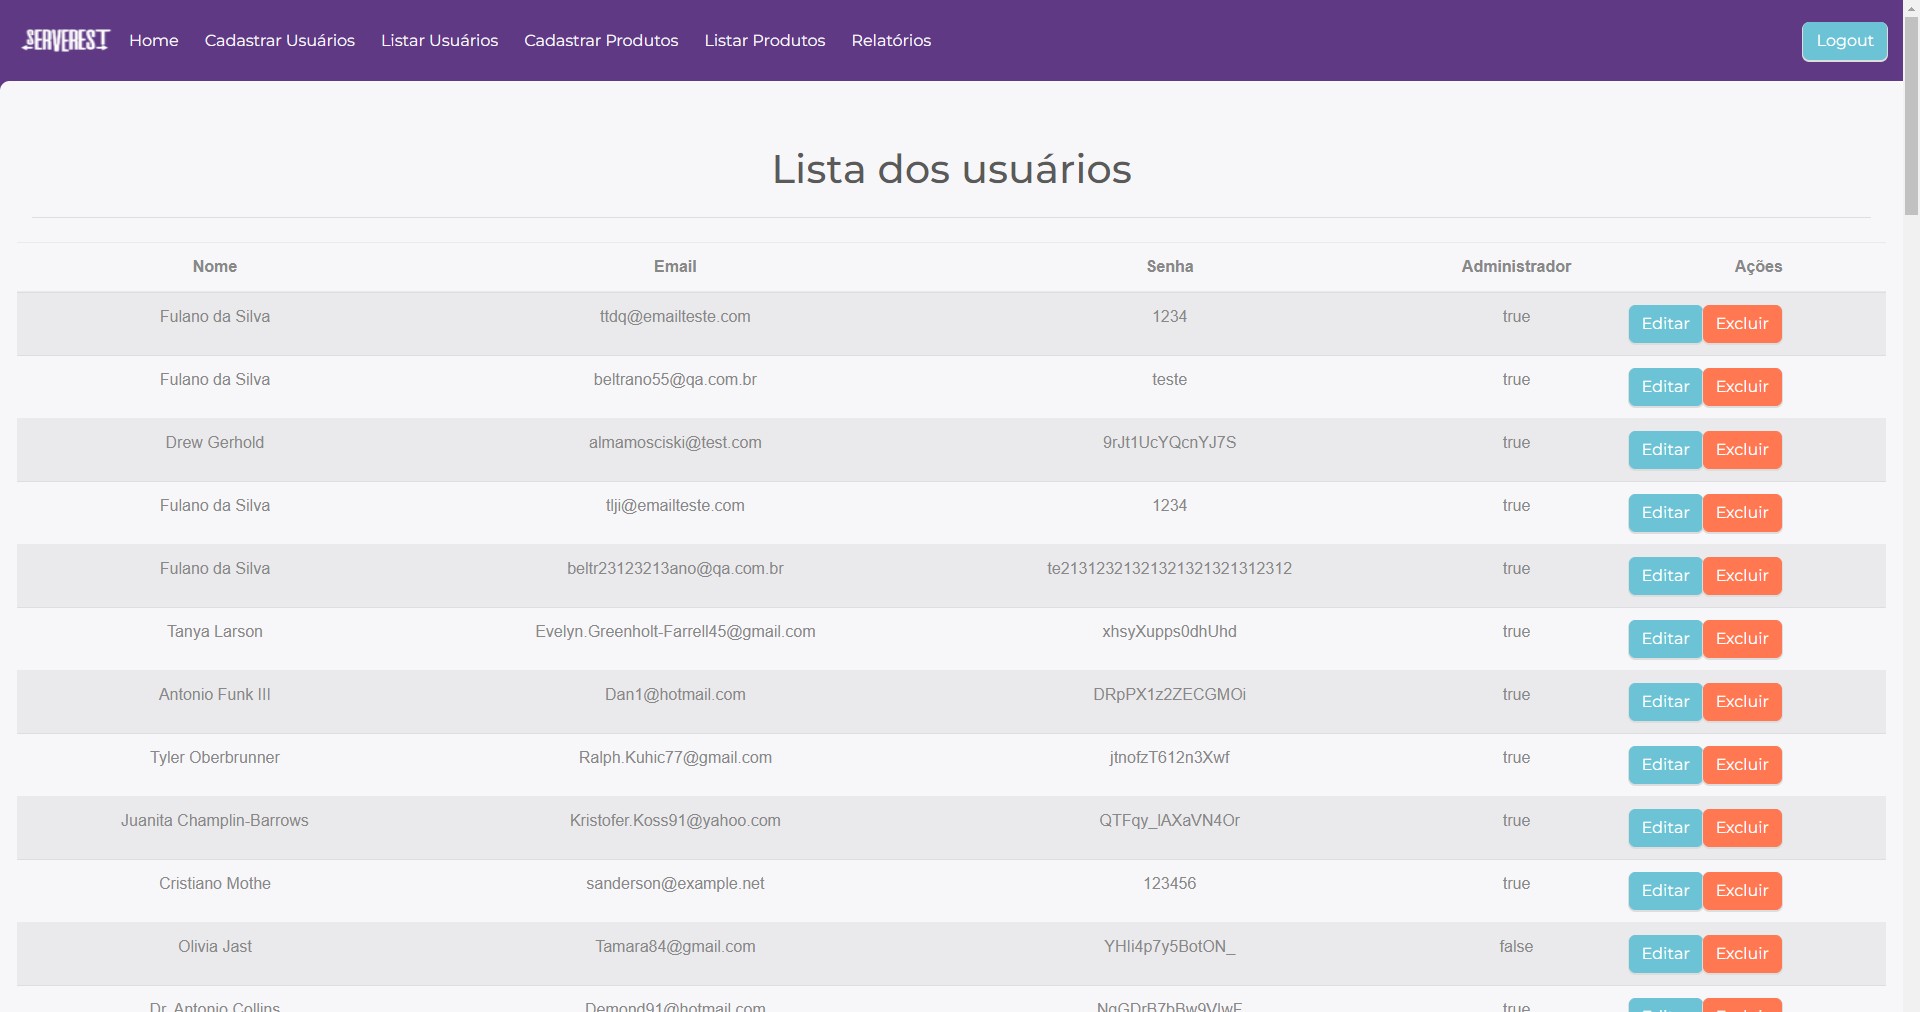 SERVEREST Home Cadastrar Usuários Listar Usuários Cadastrar Produtos Listar Produtos Relatórios Logout
Lista dos usuários
Nome Email Senha Administrador Ações
Fulano da Silva ttdq@emailteste.com 1234 true Editar Excluir
Fulano da Silva beltrano55@qa.com.br teste true Editar Excluir
Drew Gerhold almamosciski@test.com 9rJt1UcYQcnYJ7S true Editar Excluir
Fulano da Silva tlji@emailteste.com 1234 true Editar Excluir
Fulano da Silva beltr23123213ano@qa.com.br te213123213213213213213 12312 true Editar Excluir
Tanya Larson Evelyn.Greenholt-Farrell45@gmail.com xhsyXupps0dhUhd true Editar Excluir
Antonio Funk III Dan1@hotmail.com DRpPX1z2ZECGMOi true Editar Excluir
Tyler Oberbrunner Ralph.Kuhic77@gmail.com jtnofzT612n3Xwf true Editar Excluir
Juanita Champlin-Barrows Kristofer.Koss91@yahoo.com QTFqy_lAXaVN4Or true Editar Excluir
Cristiano Mothe sanderson@example.net 123456 true Editar Excluir
Olivia Jast Tamara84@gmail.com YHli4p7y5BotON_ false Editar Excluir
Dr. Antonio Collins Demond91@hotmail.com true